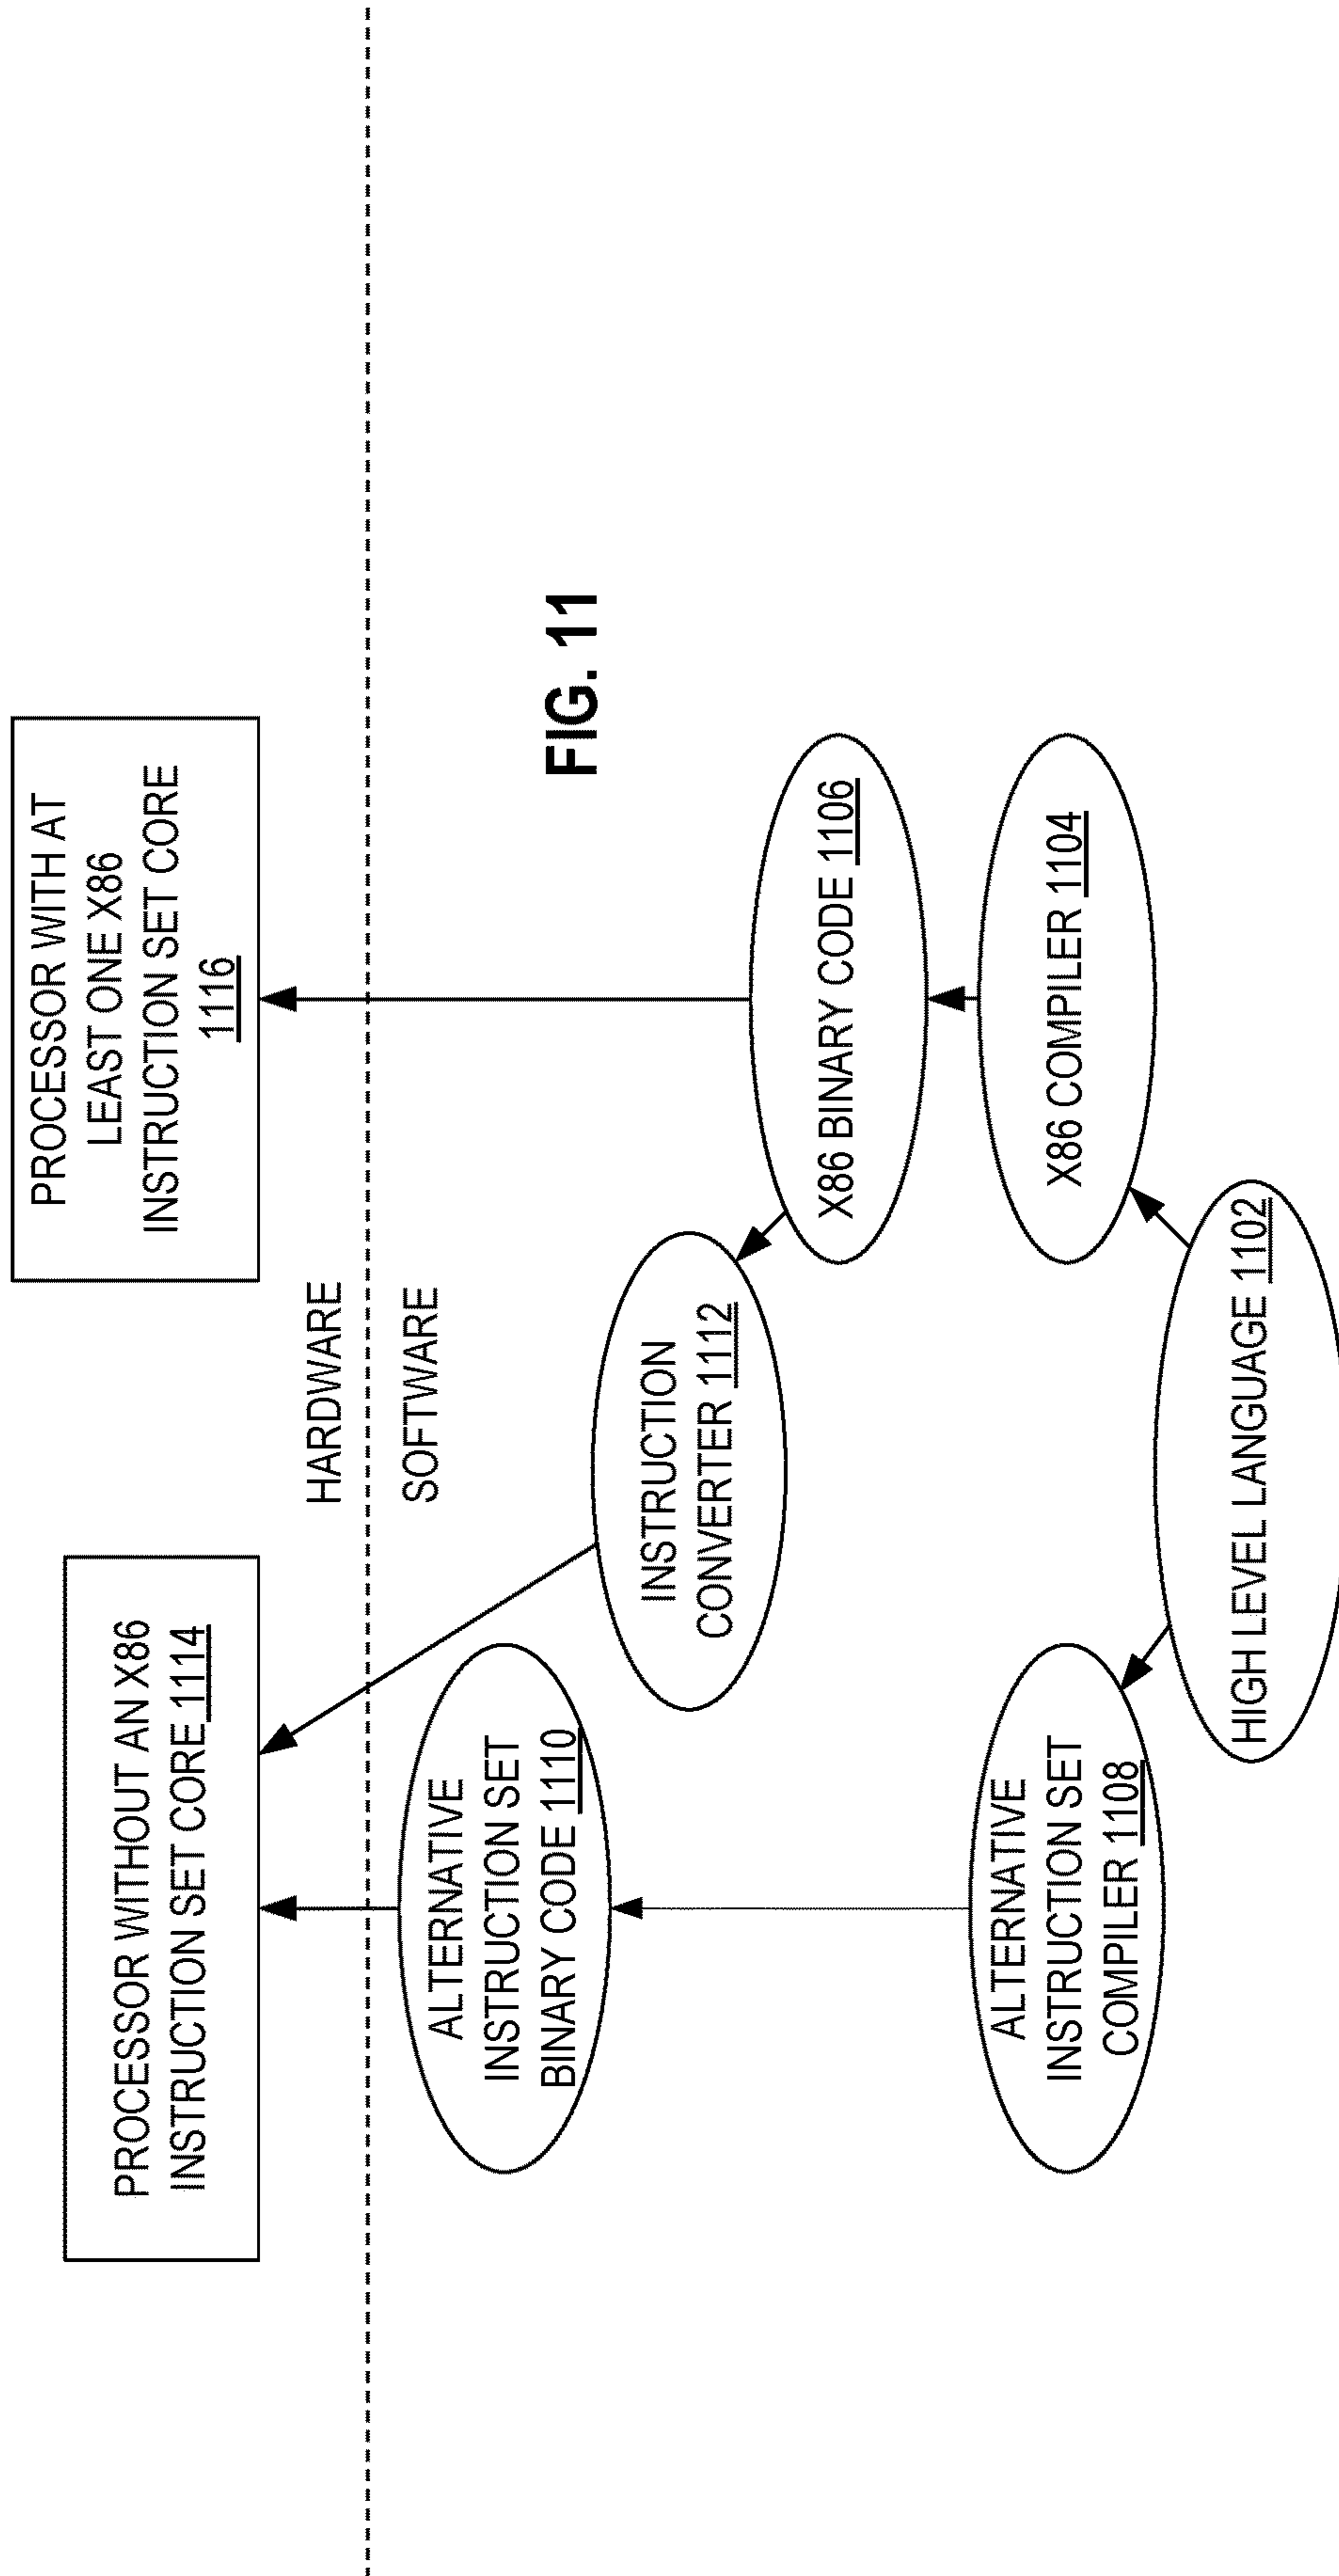 PROCESSOR WITHOUT AN X86
INSTRUCTION SET CORE 1114
PROCESSOR WITH AT
LEAST ONE X86
INSTRUCTION SET CORE
1116
HARDWARE
SOFTWARE
ALTERNATIVE
INSTRUCTION SET
BINARY CODE 1110
INSTRUCTION
CONVERTER 1112
FIG. 11
X86 BINARY CODE 1106
ALTERNATIVE
INSTRUCTION SET
COMPILER 1108
X86 COMPILER 1104
HIGH LEVEL LANGUAGE 1102